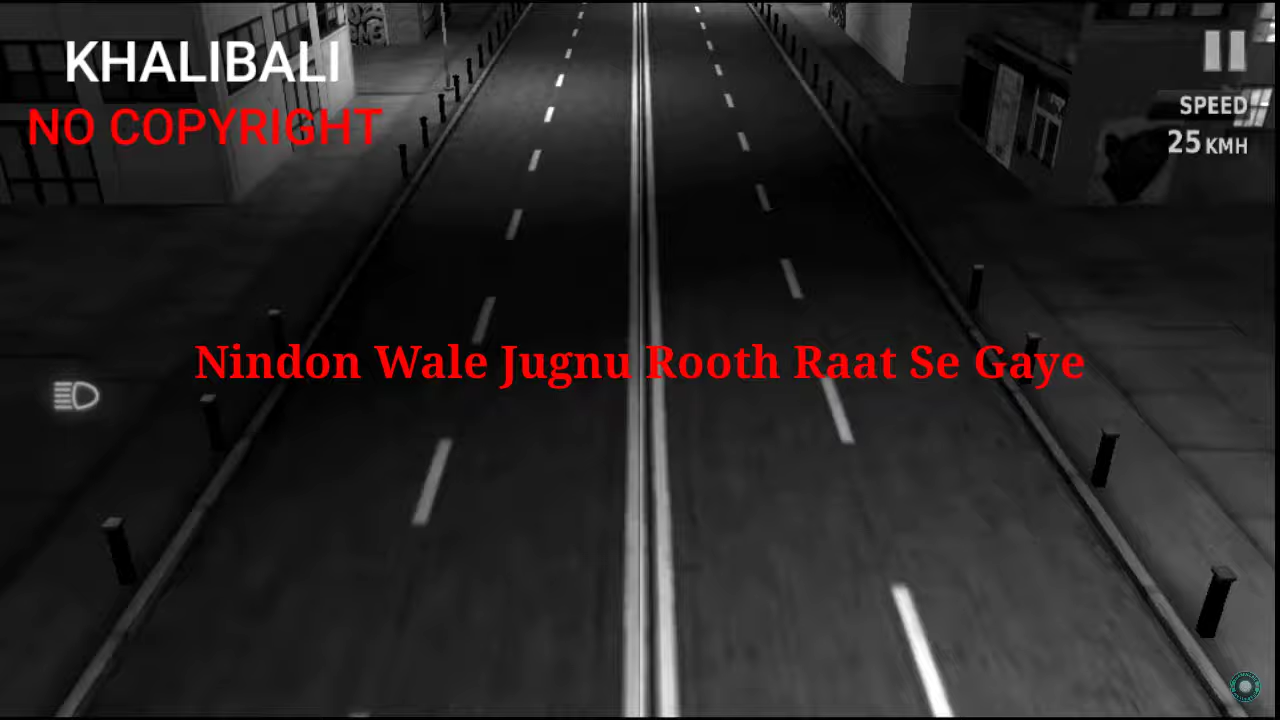 KHALIBALI
NO COPYRIGHT
SPEED
25 KMH
Nindon Wale Jugnu Rooth Raat Se Gaye